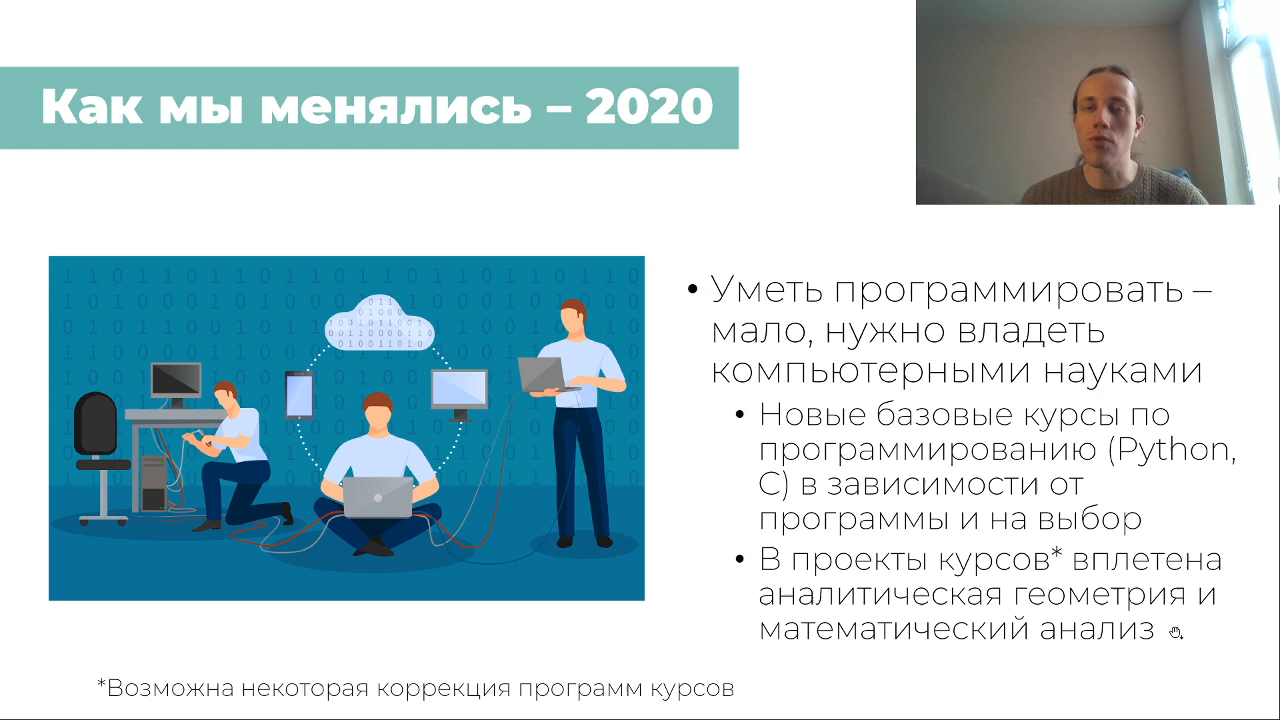 Как мы менялись – 2020
• Уметь программировать –
мало, нужно владеть
компьютерными науками
• Новые базовые курсы по
программированию (Python,
C) в зависимости от
программы и на выбор
• В проекты курсов* вплетена
аналитическая геометрия и
математический анализ
*Возможна некоторая коррекция программ курсов